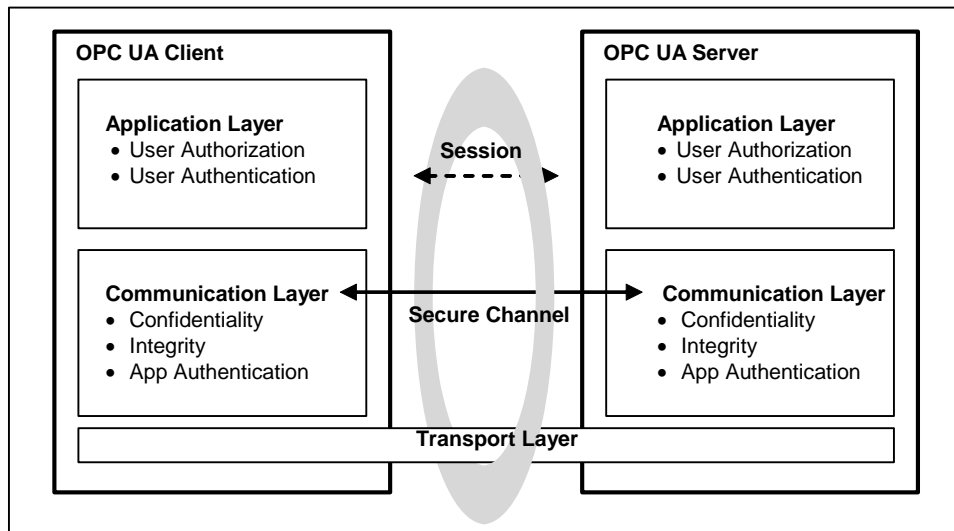 OPC UA Client
Application Layer
• User Authorization
• User Authentication
Communication Layer
• Confidentiality
• Integrity
• App Authentication
Session
Secure Channel
Transport Layer
OPC UA Server
Application Layer
• User Authorization
• User Authentication
Communication Layer
• Confidentiality
• Integrity
• App Authentication